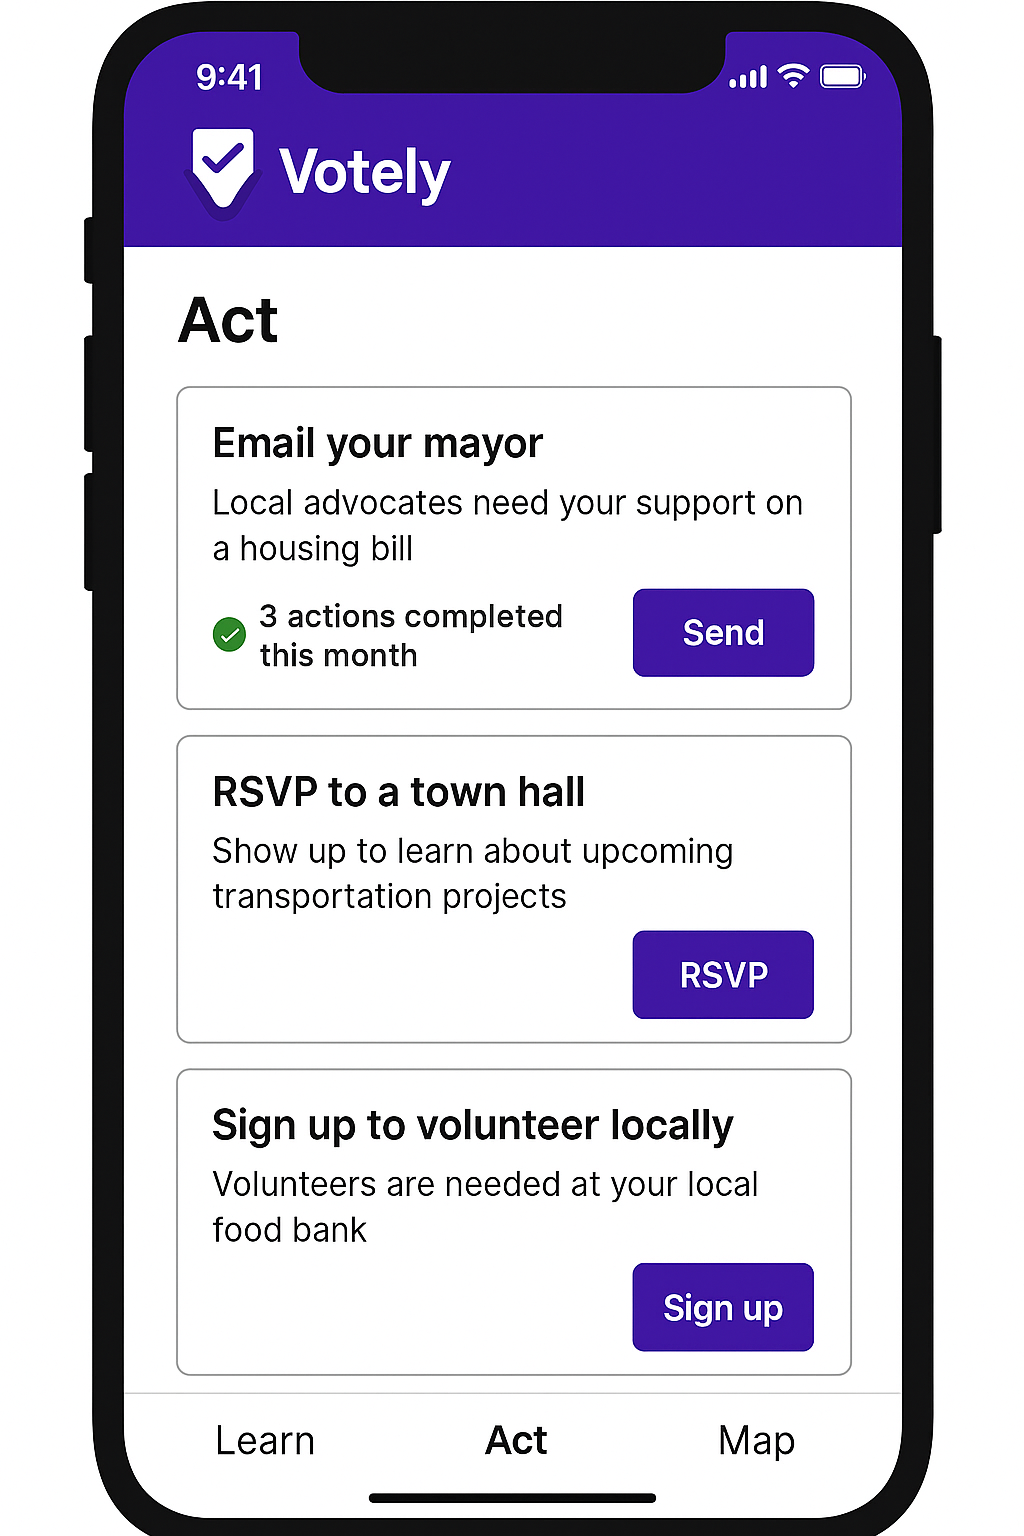 9:41
Votely
Act
Email your mayor
Local advocates need your support on
a housing bill
3 actions completed
this month
Send
RSVP to a town hall
Show up to learn about upcoming
transportation projects
RSVP
Sign up to volunteer locally
Volunteers are needed at your local
food bank
Sign up
Learn Act Map